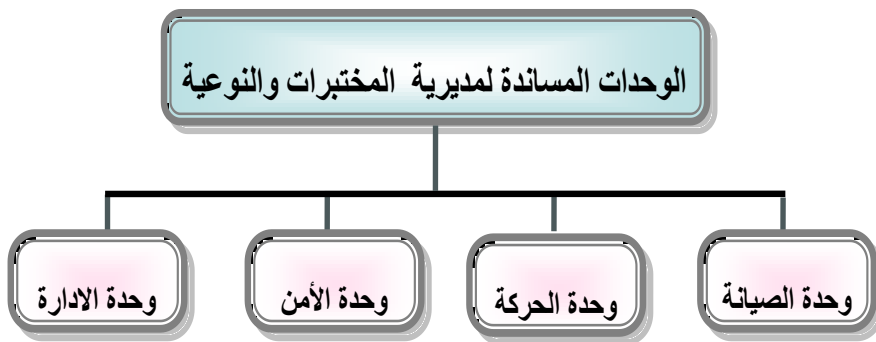 الوحدات المساندة لمديرية المختبرات والنوعية
وحدة الصيانة
وحدة الحركة
وحدة الأمن
وحدة الادارة